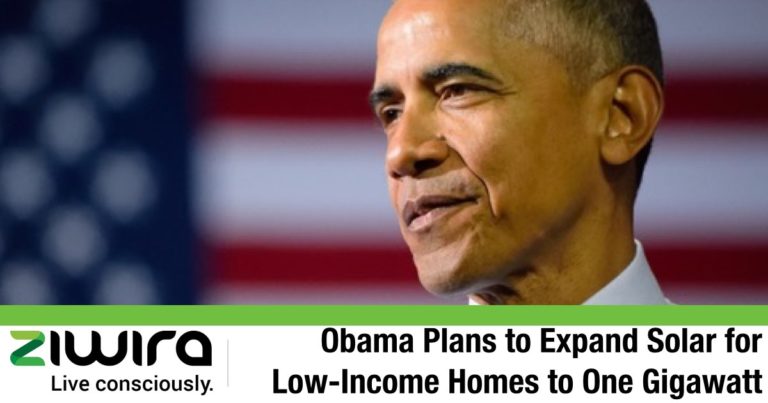 ziwira
Live consciously.
Obama Plans to Expand Solar for
Low-Income Homes to One Gigawatt